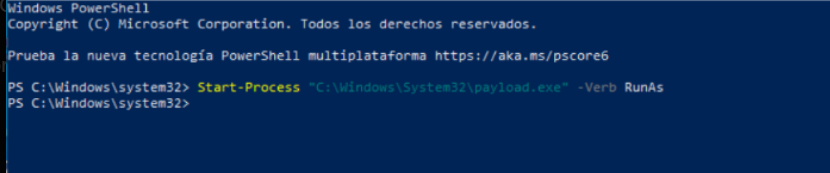 Windows PowerShell
Copyright (C) Microsoft Corporation. Todos los derechos reservados.
Prueba la nueva tecnología PowerShell multiplataforma https://aka.ms/pscore6
PS C:\Windows\system32> Start-Process "C:\Windows\System32\payload.exe" -Verb RunAs
PS C:\Windows\system32>